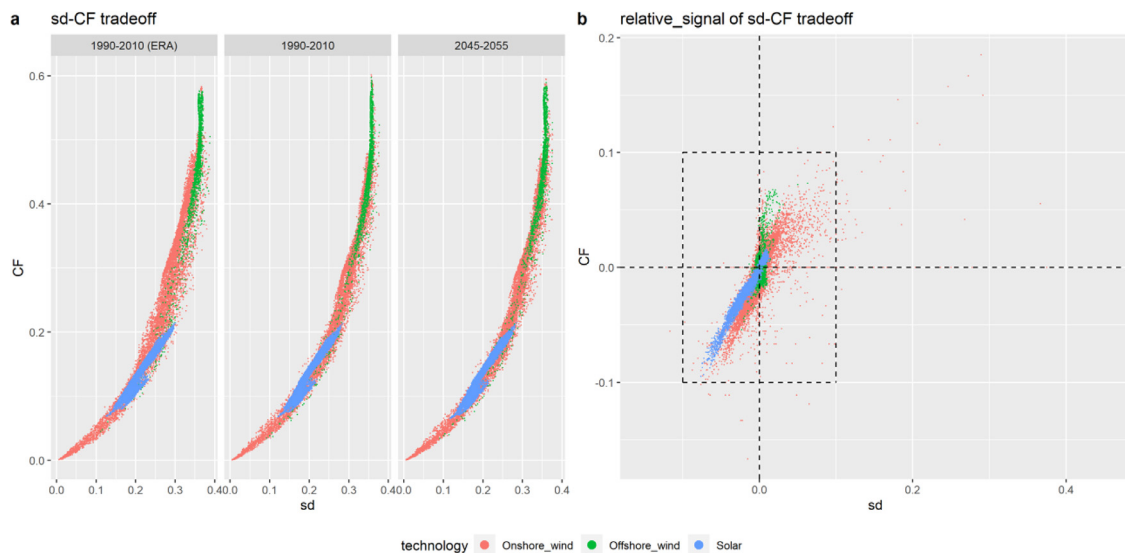 a sd-CF tradeoff
1990-2010 (ERA) 1990-2010 2045-2055
CF
0.6
0.4
0.2
0.0
0.0 0.1 0.2 0.3 0.4 0.0 0.1 0.2 0.3 0.4 0.0 0.1 0.2 0.3 0.4
sd
b relative_signal of sd-CF tradeoff
CF
0.2
0.1
0.0
-0.1
0.0 0.2 0.4
sd
technology Onshore_wind Offshore_wind Solar